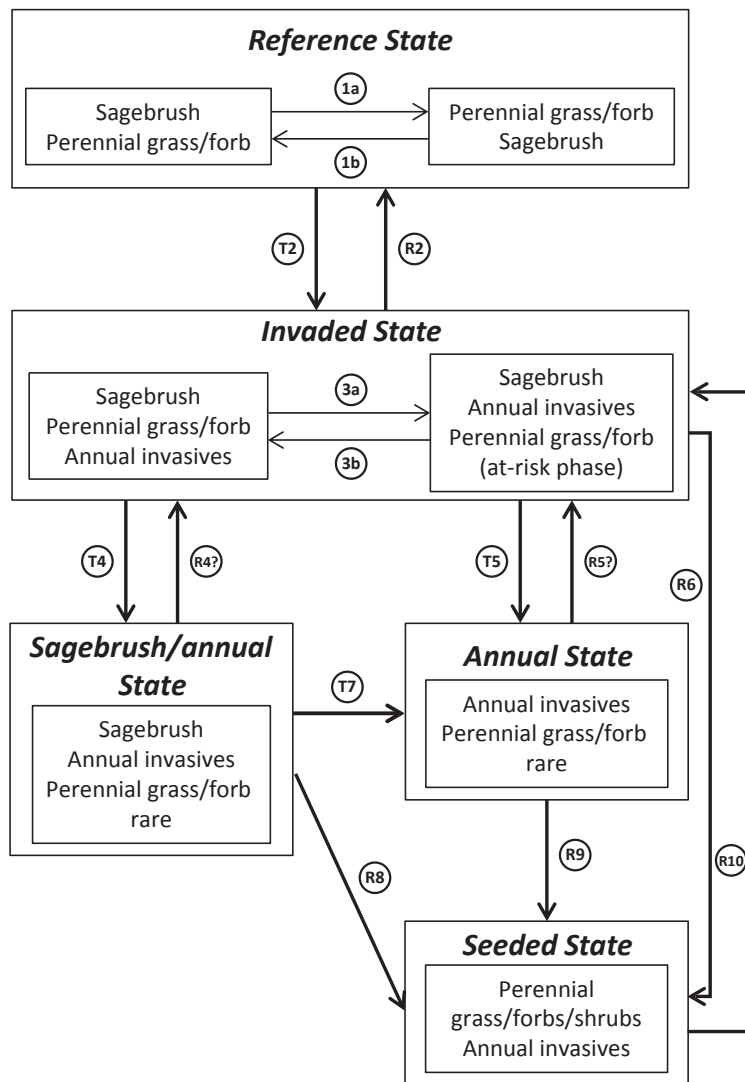 Reference State
1a
Sagebrush
Perennial grass/forb
Perennial grass/forb
Sagebrush
1b
T2
R2
Invaded State
Sagebrush
Perennial grass/forb
Annual invasives
3a
3b
Sagebrush
Annual invasives
Perennial grass/forb
(at-risk phase)
T4
R4?
T5
R5?
R6
Sagebrush/annual
State
Sagebrush
Annual invasives
Perennial grass/forb
rare
T7
Annual State
Annual invasives
Perennial grass/forb
rare
R8
R9
R10
Seeded State
Perennial
grass/forbs/shrubs
Annual invasives